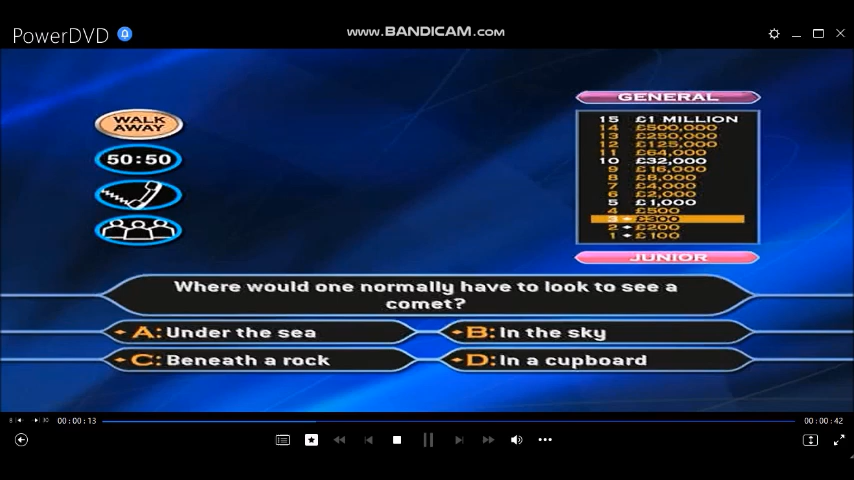 PowerDVD
www.BANDICAM.com
WALK
AWAY
50:50
GENERAL
15 £1 MILLION
14 £500,000
13 £250,000
12 £125,000
11 £64,000
10 £32,000
9 £16,000
8 £8,000
7 £4,000
6 £2,000
5 £1,000
4 £500
3 £300
2 £200
1 £100
JUNIOR
Where would one normally have to look to see a
comet?
A: Under the sea
B: In the sky
C: Beneath a rock
D: In a cupboard
8 10 00:00:13
00:00:42